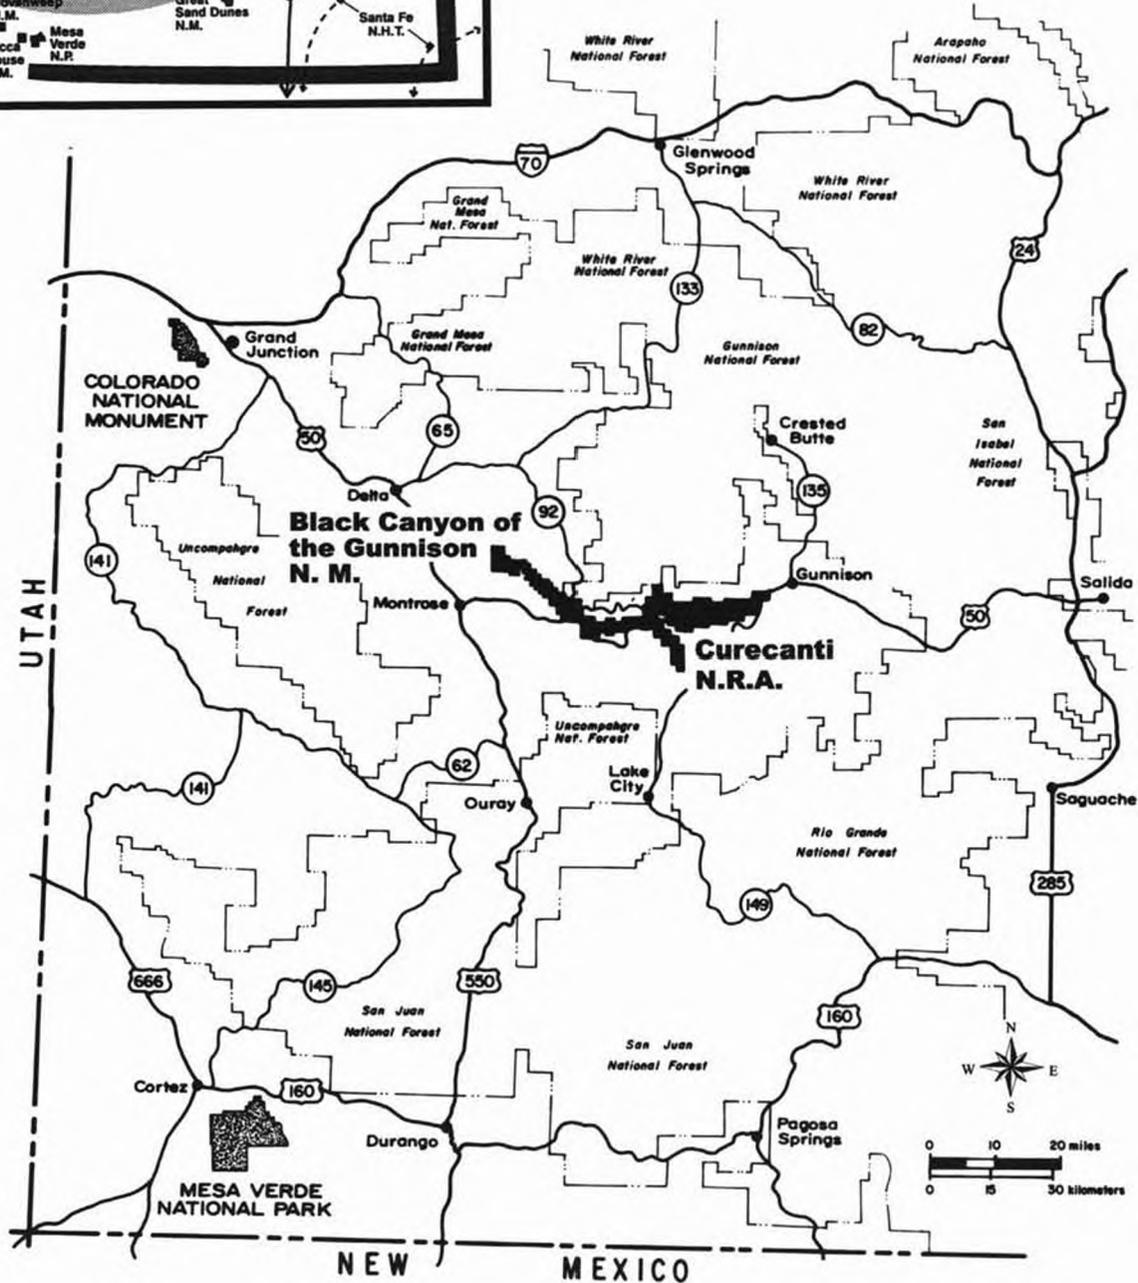 Great
Sand Dunes
N.M.
Santa Fe
N.H.T.
Mesa
Verde
N.P.
White River
National Forest
Arapaho
National Forest
70
Glenwood
Springs
White River
National Forest
Grand
Mesa
Nat. Forest
White River
National Forest
24
133
82
Grand Mesa
National Forest
Gunnison
National Forest
Grand
Junction
COLORADO
NATIONAL
MONUMENT
50
65
Crested
Butte
San
Isabel
National
Forest
135
Delta
92
Black Canyon of
the Gunnison
N. M.
141
Uncompahgre
National
Forest
Gunnison
Salida
Montrose
50
UTAH
Curecanti
N.R.A.
Uncompahgre
Nat. Forest
62
Lake
City
141
Ouray
Saguache
Rio Grande
National Forest
285
149
666
145
550
San Juan
National Forest
160
San Juan
National Forest
N
W
E
S
Cortez
160
Durango
Pagosa
Springs
0 10 20 miles
0 15 30 kilometers
MESA VERDE
NATIONAL PARK
NEW MEXICO